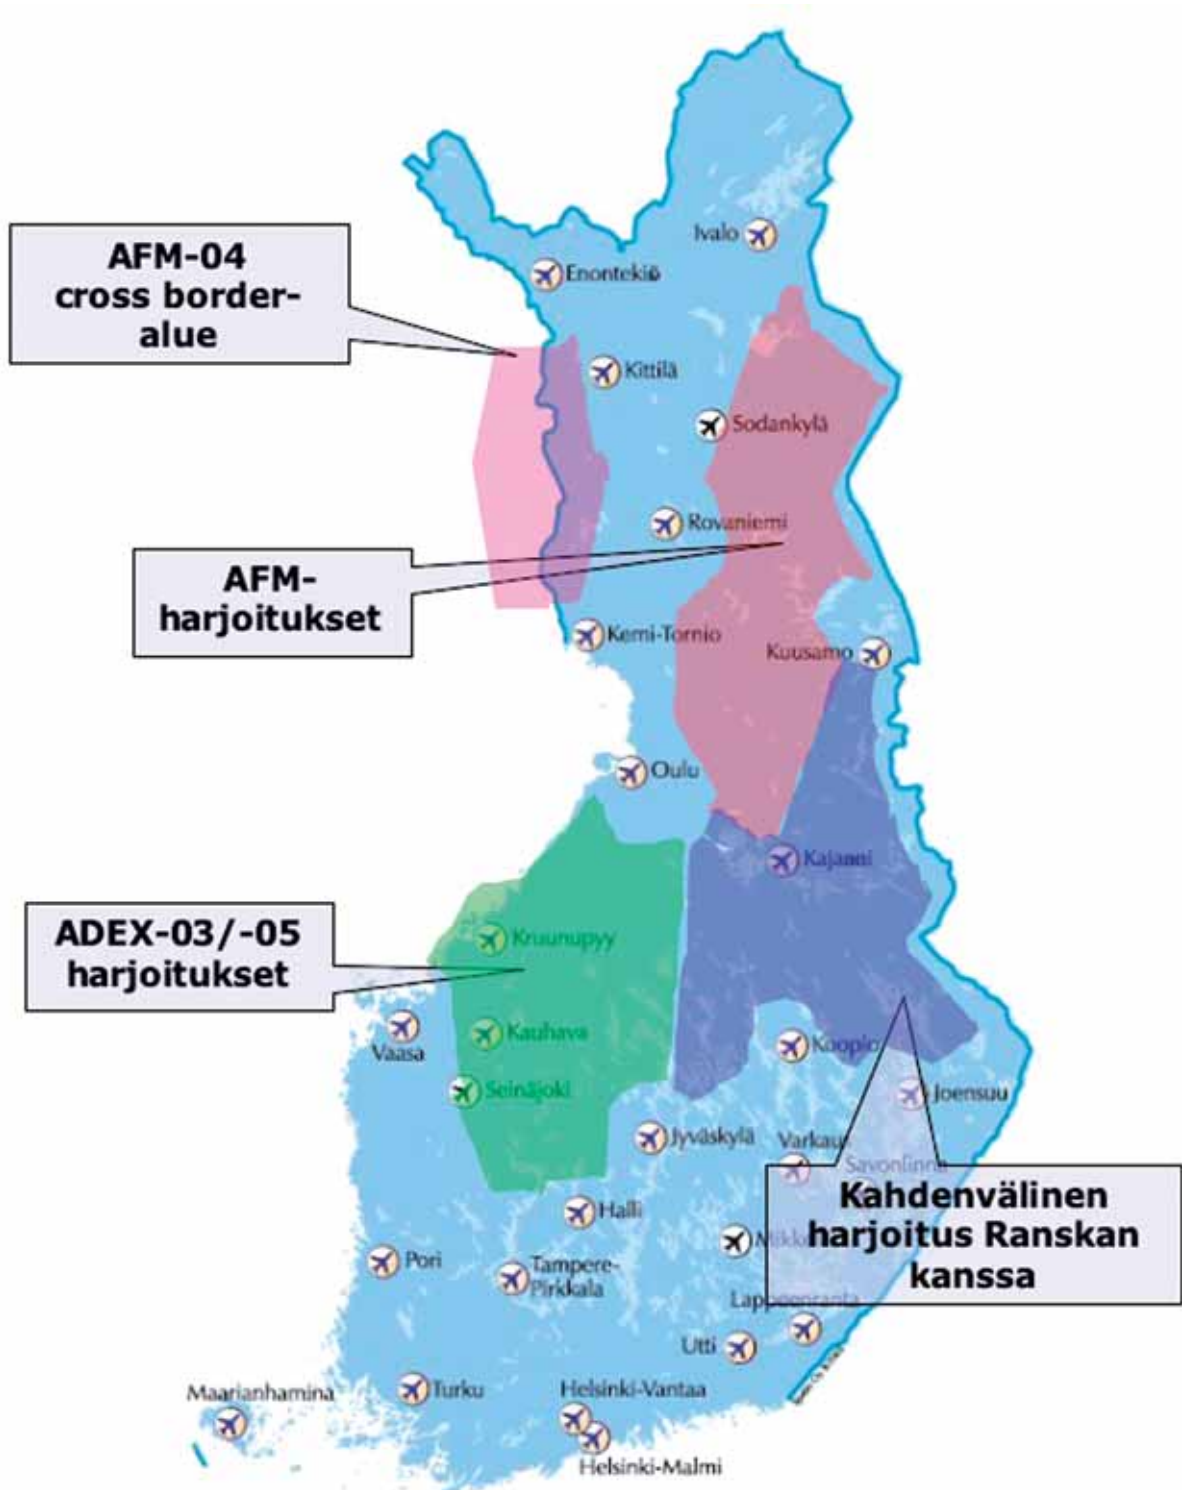 Ivalo
AFM-04
cross border-
alue
Enontekiö
Kittilä
Sodankylä
Rovaniemi
AFM-
harjoitukset
Kemi-Tornio
Kuusamo
Oulu
Kajaani
ADEX-03/-05
harjoitukset
Kruunupyy
Kauhava
Vaasa
Kuopio
Seinäjoki
Joensuu
Jyväskylä
Varkaus
Savonlinna
Kahdenvälinen
harjoitus Ranskan
kanssa
Halli
Pori
Tampere-
Pirkkala
Lappeenranta
Utti
Maarianhamina
Turku
Helsinki-Vantaa
Helsinki-Malmi